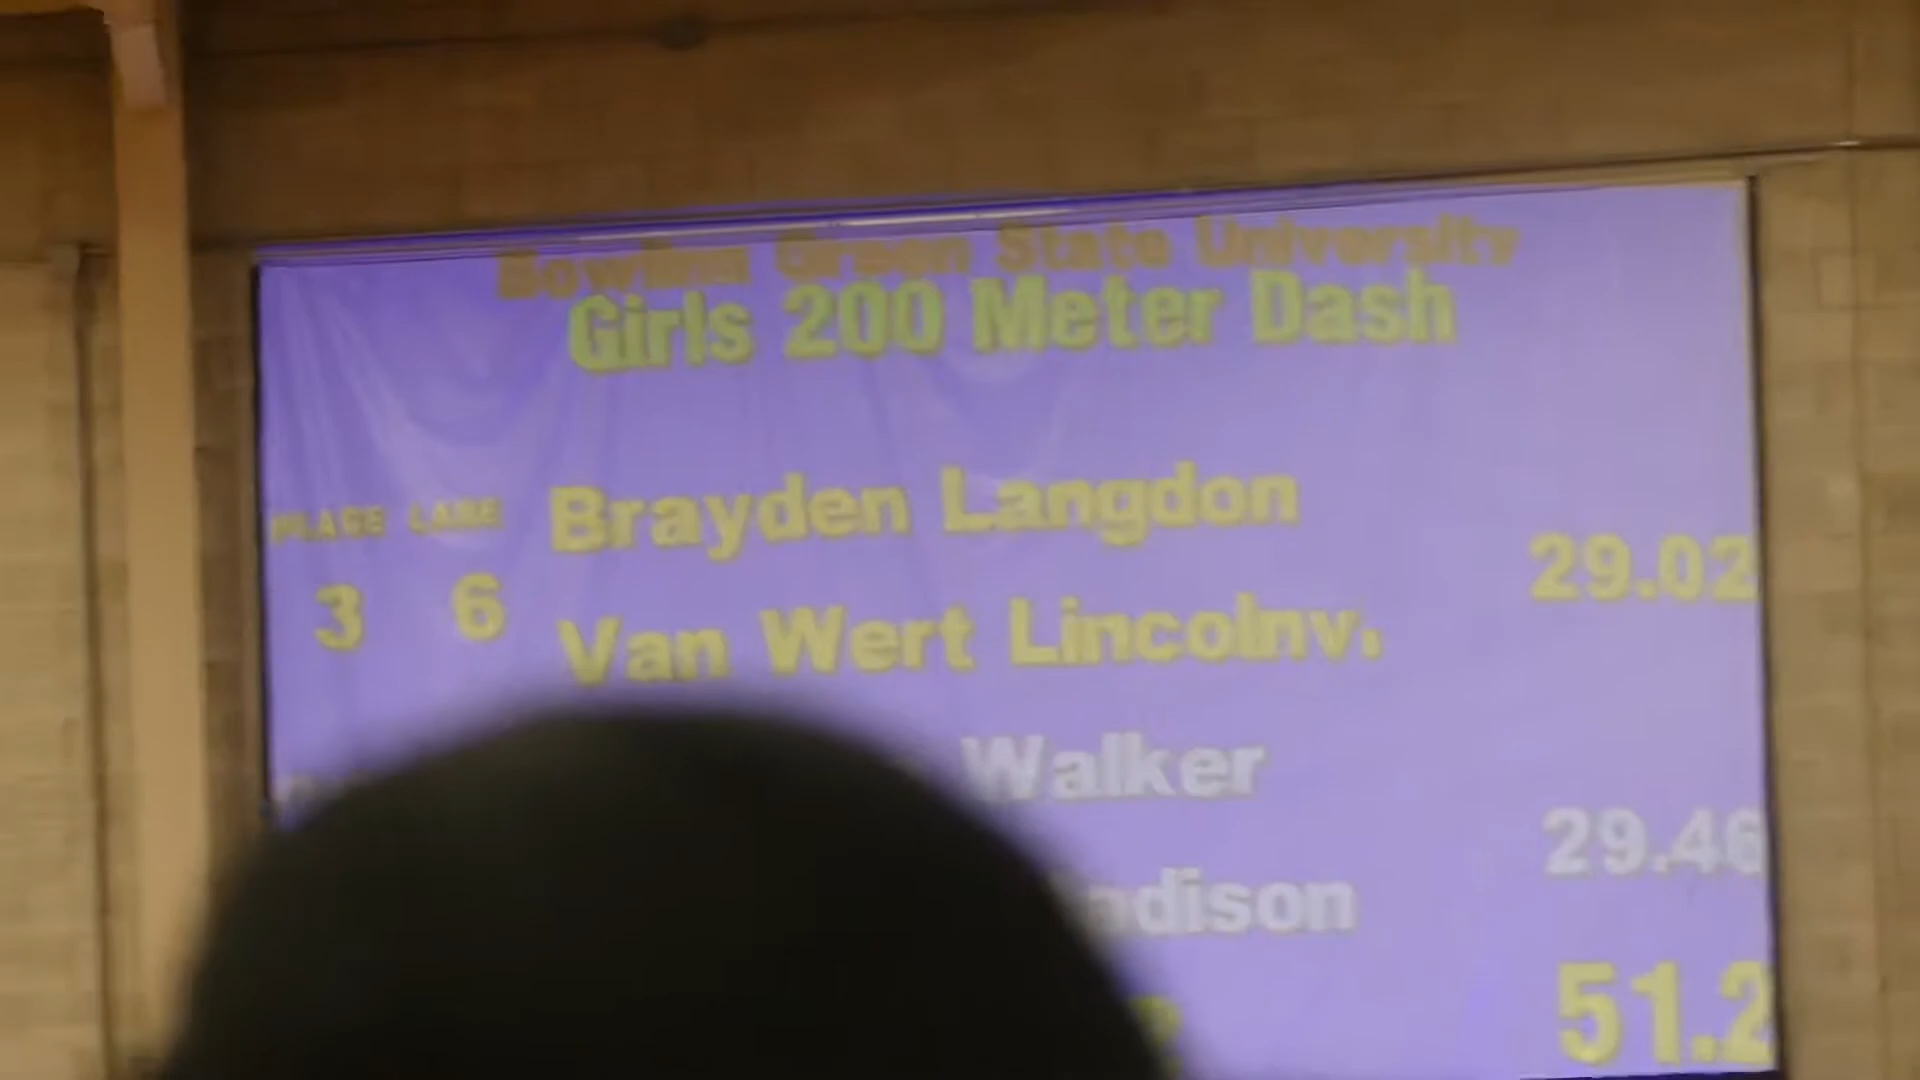 Bowling Green State University
Girls 200 Meter Dash
PLACE LANE Brayden Langdon
3 6 29.02
Van Wert Lincolnv.
Walker
29.46
51.2